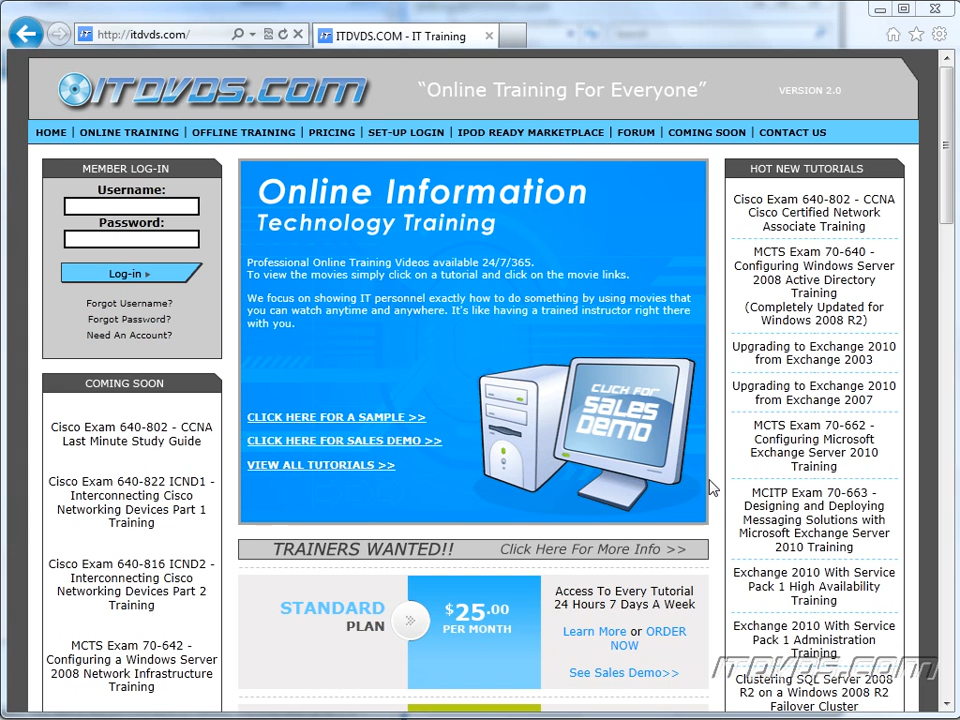 http://itdvds.com/
ITDVDS.COM - IT Training
ITDVDS.COM
“Online Training For Everyone”
VERSION 2.0
HOME | ONLINE TRAINING | OFFLINE TRAINING | PRICING | SET-UP LOGIN | IPOD READY MARKETPLACE | FORUM | COMING SOON | CONTACT US
MEMBER LOG-IN
Username:
Password:
Log-in
Forgot Username?
Forgot Password?
Need An Account?
COMING SOON
Cisco Exam 640-802 - CCNA
Last Minute Study Guide
Cisco Exam 640-822 ICND1 -
Interconnecting Cisco
Networking Devices Part 1
Training
Cisco Exam 640-816 ICND2 -
Interconnecting Cisco
Networking Devices Part 2
Training
MCTS Exam 70-642 -
Configuring a Windows Server
2008 Network Infrastructure
Training
Online Information
Technology Training
Professional Online Training Videos available 24/7/365.
To view the movies simply click on a tutorial and click on the movie links.
We focus on showing IT personnel exactly how to do something by using movies that
you can watch anytime and anywhere. It's like having a trained instructor right there
with you.
CLICK HERE FOR A SAMPLE >>
CLICK HERE FOR SALES DEMO >>
VIEW ALL TUTORIALS >>
CLICK FOR
SALES
DEMO
TRAINERS WANTED!!
Click Here For More Info >>
STANDARD
PLAN
$25.00
PER MONTH
Access To Every Tutorial
24 Hours 7 Days A Week
Learn More or ORDER
NOW
See Sales Demo>>
HOT NEW TUTORIALS
Cisco Exam 640-802 - CCNA
Cisco Certified Network
Associate Training
MCTS Exam 70-640 -
Configuring Windows Server
2008 Active Directory
Training
(Completely Updated for
Windows 2008 R2)
Upgrading to Exchange 2010
from Exchange 2003
Upgrading to Exchange 2010
from Exchange 2007
MCTS Exam 70-662 -
Configuring Microsoft
Exchange Server 2010
Training
MCITP Exam 70-663 -
Designing and Deploying
Messaging Solutions with
Microsoft Exchange Server
2010 Training
Exchange 2010 With Service
Pack 1 High Availability
Training
Exchange 2010 With Service
Pack 1 Administration
Training
Clustering SQL Server 2008
R2 on a Windows 2008 R2
Failover Cluster
ITDVDS.COM